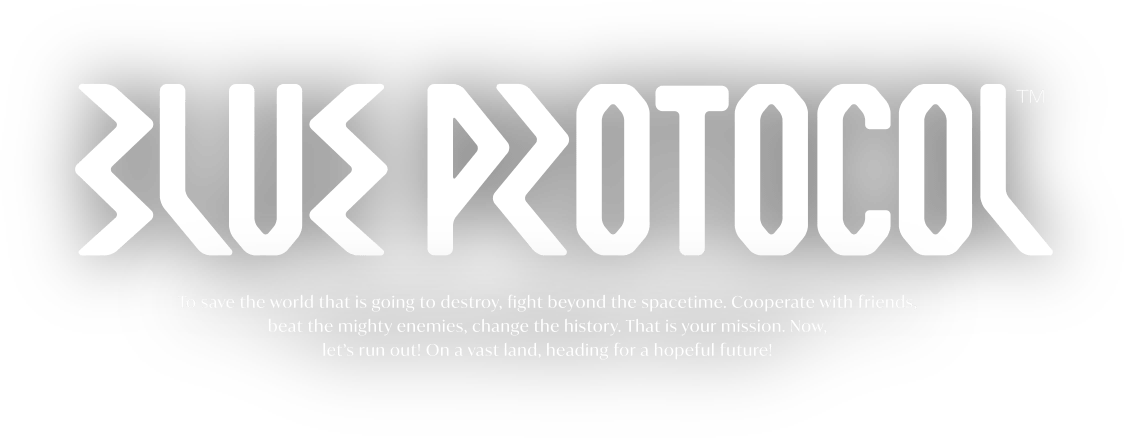 BLUE PROTOCOL™
To save the world that is going to destroy, fight beyond the spacetime. Cooperate with friends.
beat the mighty enemies, change the history. That is your mission. Now,
let's run out! On a vast land, heading for a hopeful future!